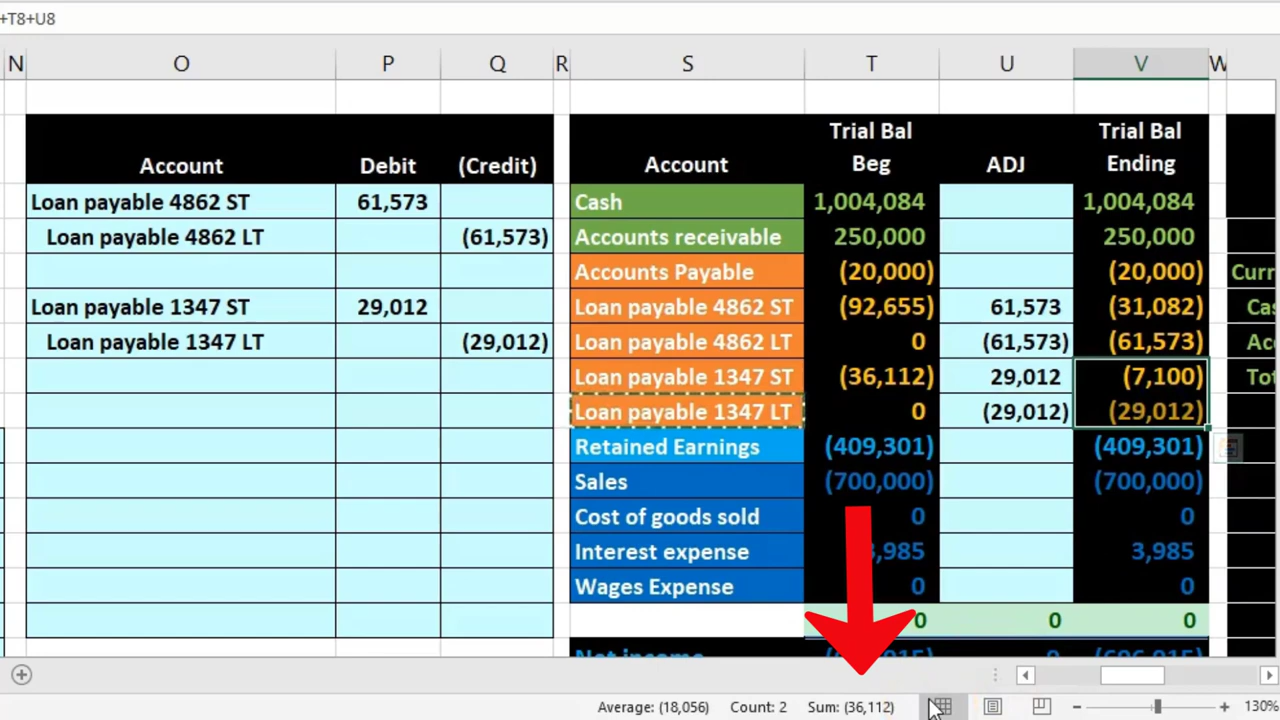 +T8+U8
N O P Q R S T U V W
Trial Bal Trial Bal
Account Debit (Credit) Account Beg ADJ Ending
Loan payable 4862 ST 61,573 Cash 1,004,084 1,004,084
Loan payable 4862 LT (61,573) Accounts receivable 250,000 250,000
Accounts Payable (20,000) (20,000) Curr
Loan payable 1347 ST 29,012 Loan payable 4862 ST (92,655) 61,573 (31,082) Cas
Loan payable 1347 LT (29,012) Loan payable 4862 LT 0 (61,573) (61,573) Acc
Loan payable 1347 ST (36,112) 29,012 (7,100) Tot
Loan payable 1347 LT 0 (29,012) (29,012)
Retained Earnings (409,301) (409,301)
Sales (700,000) (700,000)
Cost of goods sold 0 0
Interest expense ,985 3,985
Wages Expense 0 0
0 0 0
Net income 0
Average: (18,056) Count: 2 Sum: (36,112) 130%